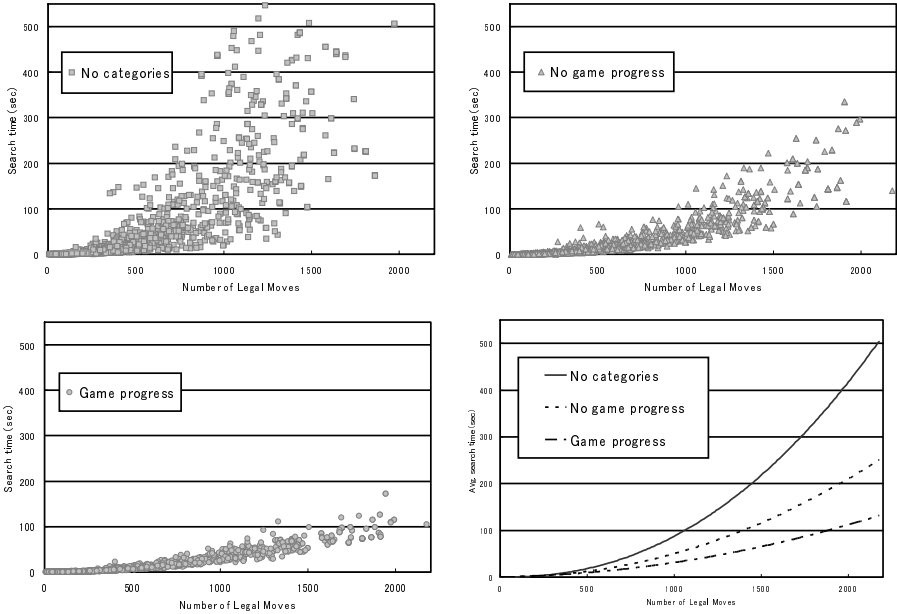 500
400
300
200
100
0
Search time (sec)
No categories
0 500 1000 1500 2000
Number of Legal Moves
500
400
300
200
100
0
Search time (sec)
No game progress
0 500 1000 1500 2000
Number of Legal Moves
500
400
300
200
100
0
Search time (sec)
Game progress
0 500 1000 1500 2000
Number of Legal Moves
500
400
300
200
100
0
Avg. search time (sec)
No categories
No game progress
Game progress
0 500 1000 1500 2000
Number of Legal Moves